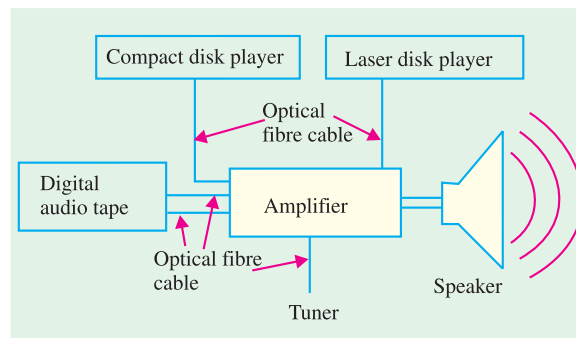 Compact disk player
Laser disk player
Optical
fibre cable
Digital
audio tape
Amplifier
Optical fibre
cable
Speaker
Tuner